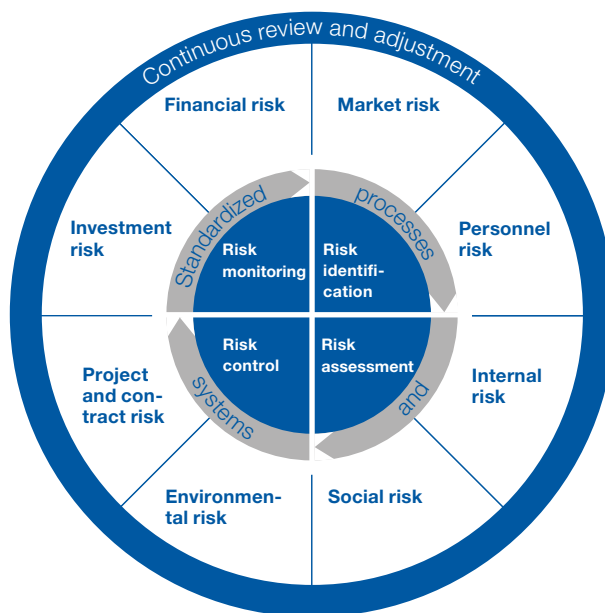 Continuous review and adjustment
Financial risk
Market risk
Investment
risk
Personnel
risk
Standardized
processes
Risk
monitoring
Risk
identifi-
cation
Risk
control
Risk
assessment
systems
and
Project
and con-
tract risk
Internal
risk
Environmen-
tal risk
Social risk